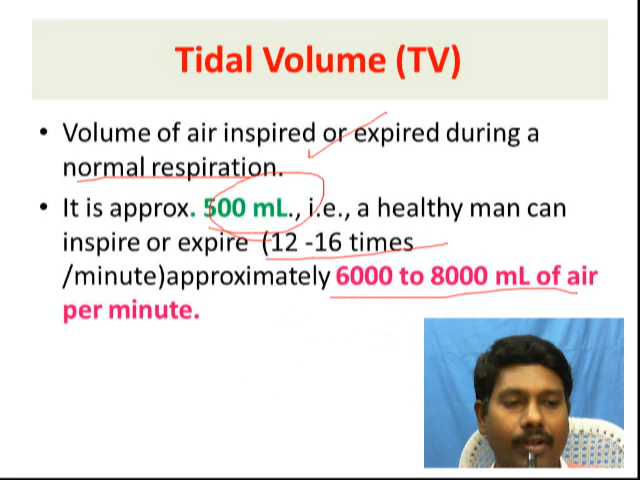 Tidal Volume (TV)
• Volume of air inspired or expired during a
normal respiration.
• It is approx. 500 mL., i.e., a healthy man can
inspire or expire (12 -16 times
/minute)approximately 6000 to 8000 mL of air
per minute.